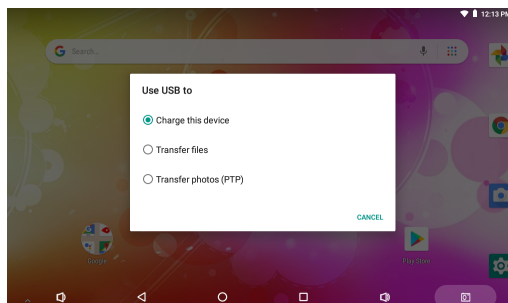 12:13 PM
Search...
Use USB to
Charge this device
Transfer files
Transfer photos (PTP)
CANCEL
Google
Play Store